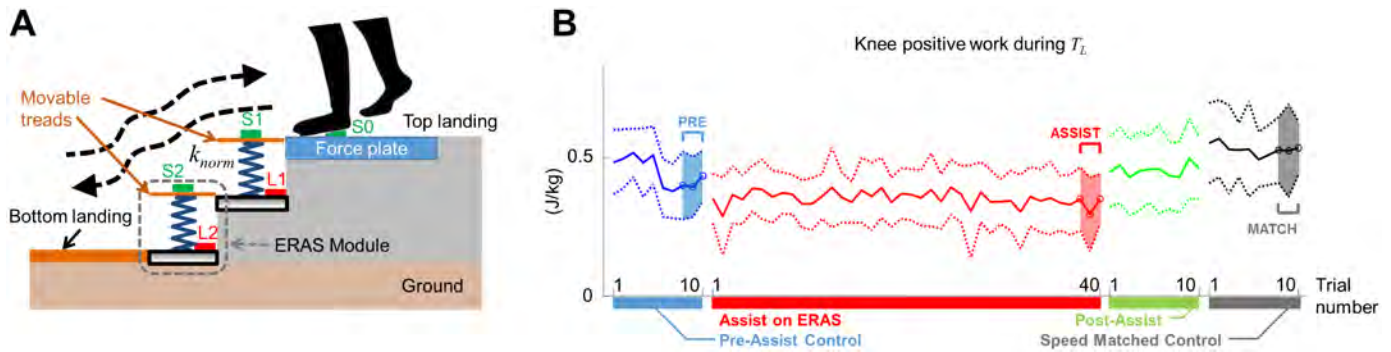 A
Movable
treads
S1
S0
Top landing
Force plate
k_norm
S2
L1
Bottom landing
L2
ERAS Module
Ground
B
Knee positive work during T_L
(J/kg)
0.5
0
PRE
ASSIST
MATCH
1 10 1 40 1 10 1 10
Trial
number
Assist on ERAS
Post-Assist
Pre-Assist Control
Speed Matched Control